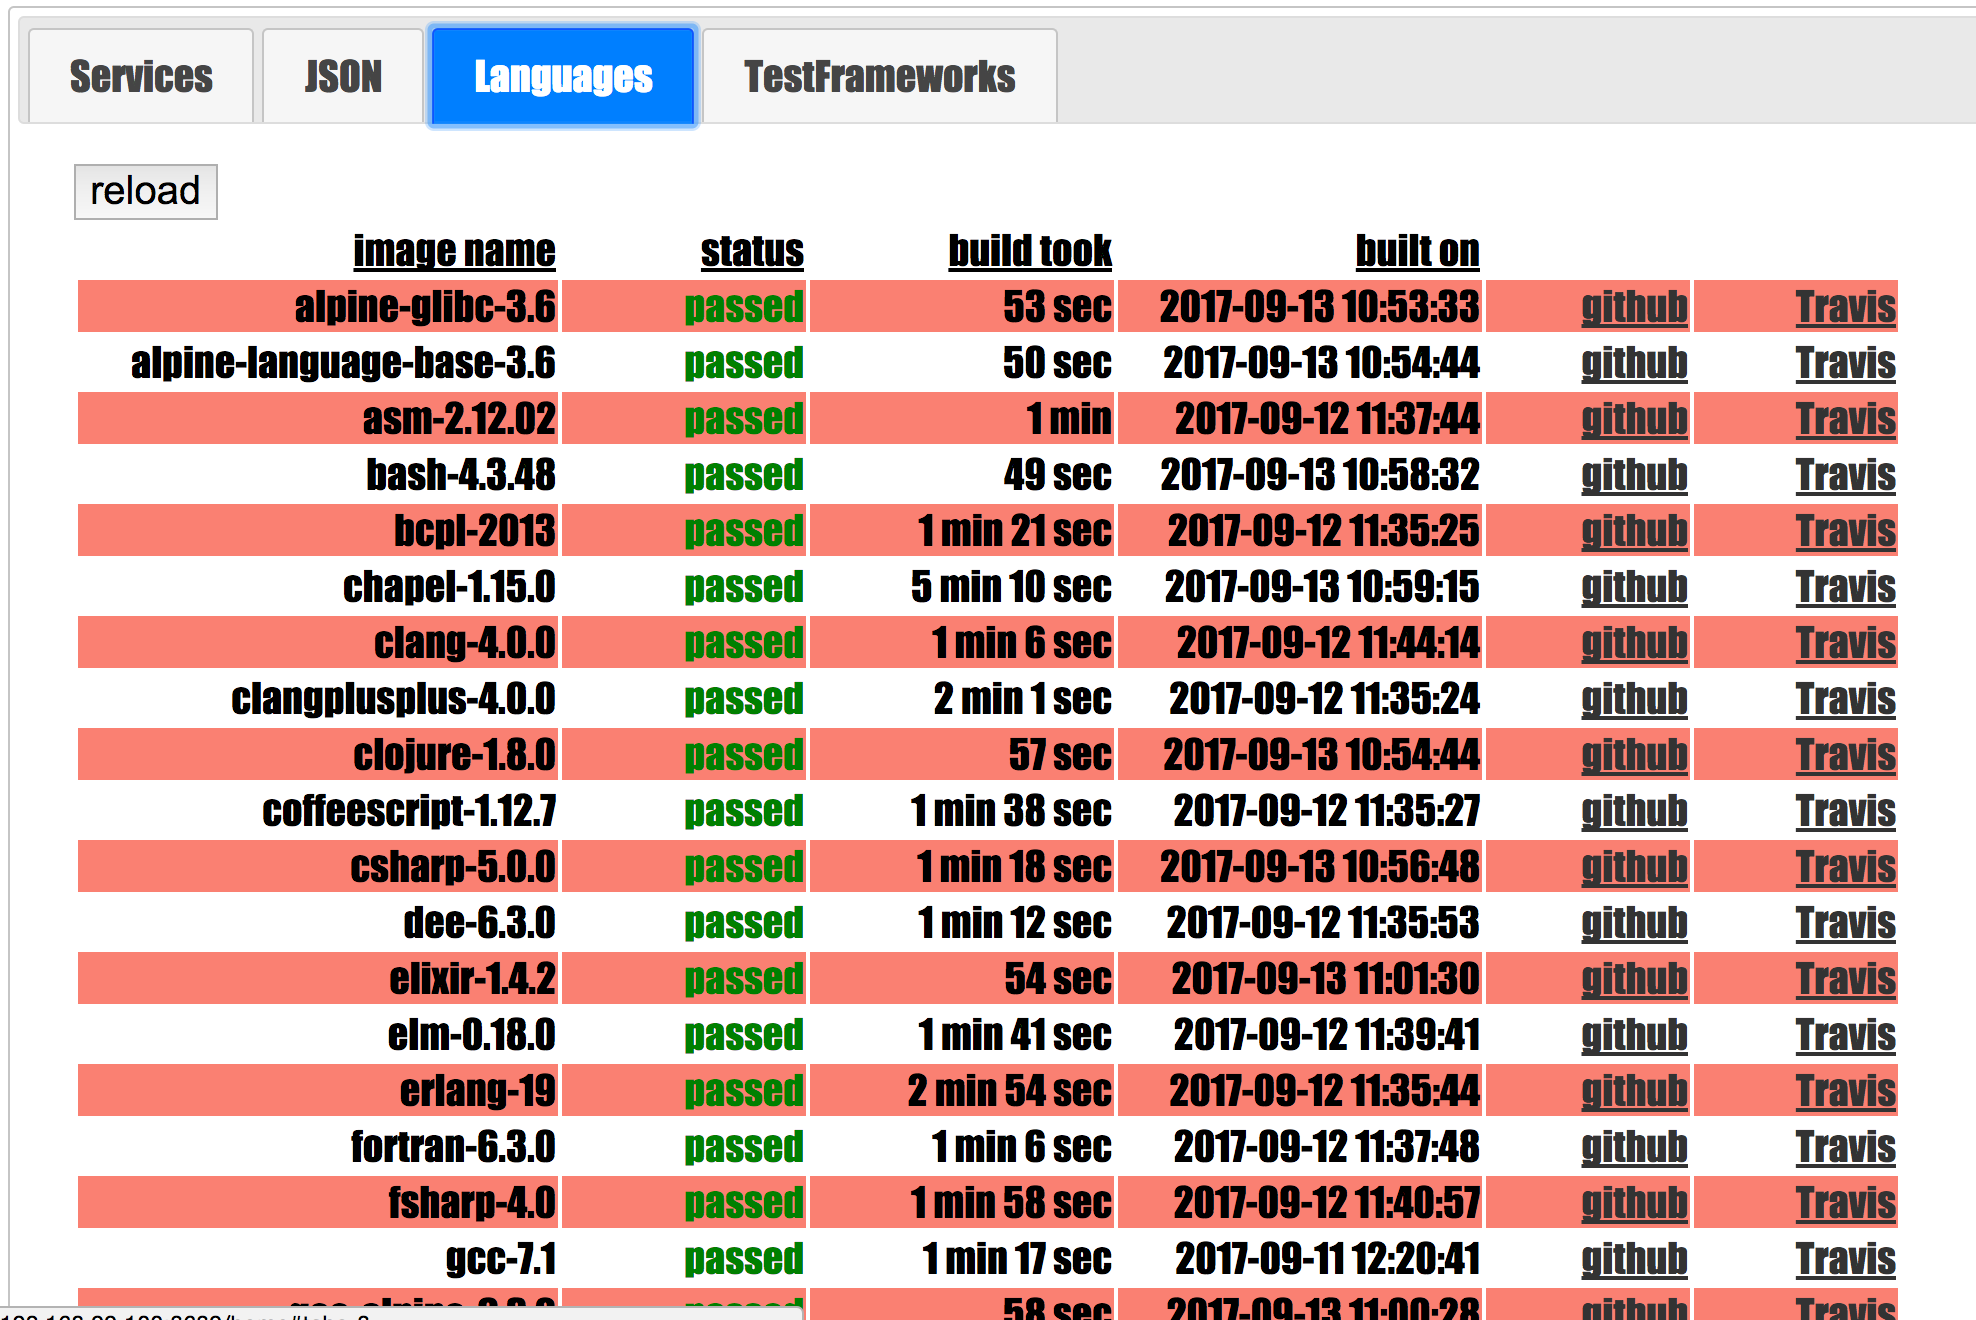 Services JSON Languages TestFrameworks
reload
image name status build took built on
alpine-glibc-3.6 passed 53 sec 2017-09-13 10:53:33 github Travis
alpine-language-base-3.6 passed 50 sec 2017-09-13 10:54:44 github Travis
asm-2.12.02 passed 1 min 2017-09-12 11:37:44 github Travis
bash-4.3.48 passed 49 sec 2017-09-13 10:58:32 github Travis
bcpl-2013 passed 1 min 21 sec 2017-09-12 11:35:25 github Travis
chapel-1.15.0 passed 5 min 10 sec 2017-09-13 10:59:15 github Travis
clang-4.0.0 passed 1 min 6 sec 2017-09-12 11:44:14 github Travis
clangplusplus-4.0.0 passed 2 min 1 sec 2017-09-12 11:35:24 github Travis
clojure-1.8.0 passed 57 sec 2017-09-13 10:54:44 github Travis
coffeescript-1.12.7 passed 1 min 38 sec 2017-09-12 11:35:27 github Travis
csharp-5.0.0 passed 1 min 18 sec 2017-09-13 10:56:48 github Travis
dee-6.3.0 passed 1 min 12 sec 2017-09-12 11:35:53 github Travis
elixir-1.4.2 passed 54 sec 2017-09-13 11:01:30 github Travis
elm-0.18.0 passed 1 min 41 sec 2017-09-12 11:39:41 github Travis
erlang-19 passed 2 min 54 sec 2017-09-12 11:35:44 github Travis
fortran-6.3.0 passed 1 min 6 sec 2017-09-12 11:37:48 github Travis
fsharp-4.0 passed 1 min 58 sec 2017-09-12 11:40:57 github Travis
gcc-7.1 passed 1 min 17 sec 2017-09-11 12:20:41 github Travis
58 sec 2017-09-13 11:00:28 github Travis